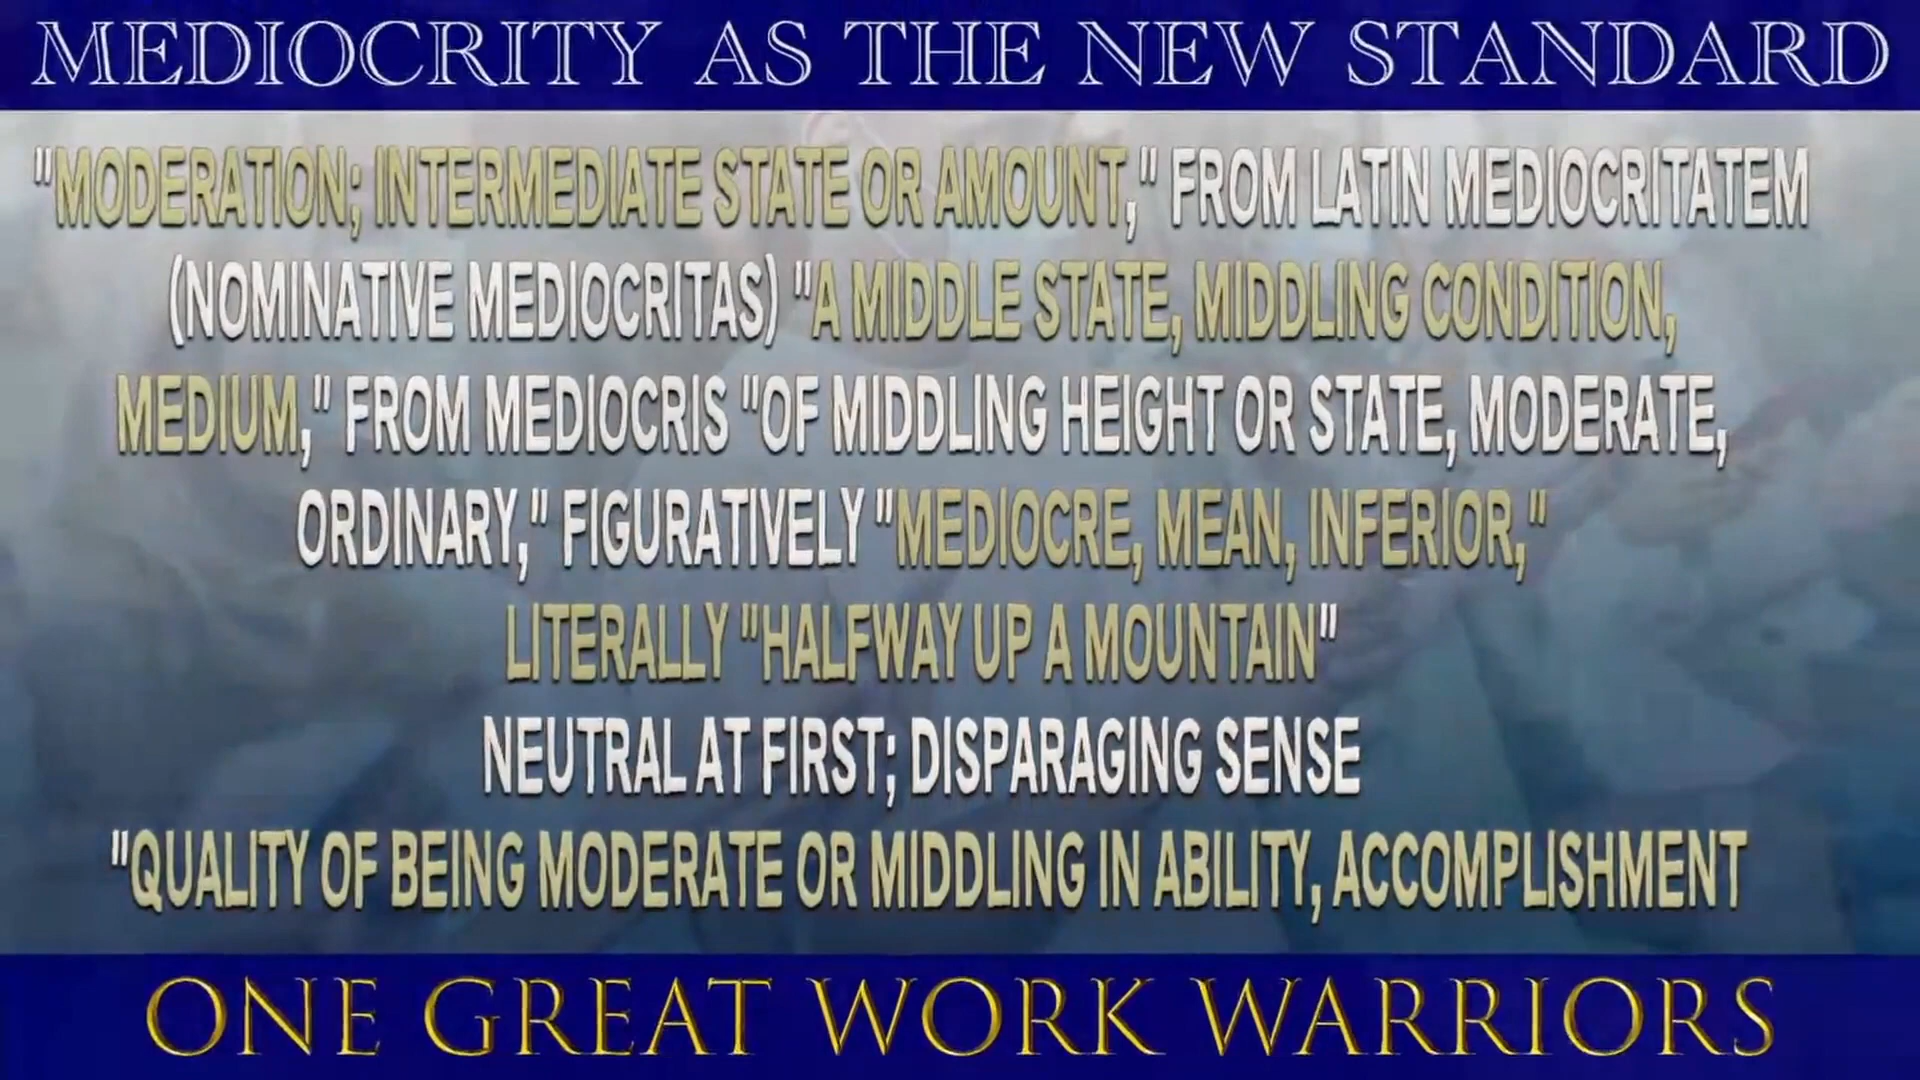 MEDIOCRITY AS THE NEW STANDARD
"MODERATION; INTERMEDIATE STATE OR AMOUNT," FROM LATIN MEDIOCRITATEM
(NOMINATIVE MEDIOCRITAS) "A MIDDLE STATE, MIDDLING CONDITION,
MEDIUM," FROM MEDIOCRIS "OF MIDDLING HEIGHT OR STATE, MODERATE,
ORDINARY," FIGURATIVELY "MEDIOCRE, MEAN, INFERIOR,"
LITERALLY "HALFWAY UP A MOUNTAIN"
NEUTRAL AT FIRST; DISPARAGING SENSE
"QUALITY OF BEING MODERATE OR MIDDLING IN ABILITY, ACCOMPLISHMENT
ONE GREAT WORK WARRIORS